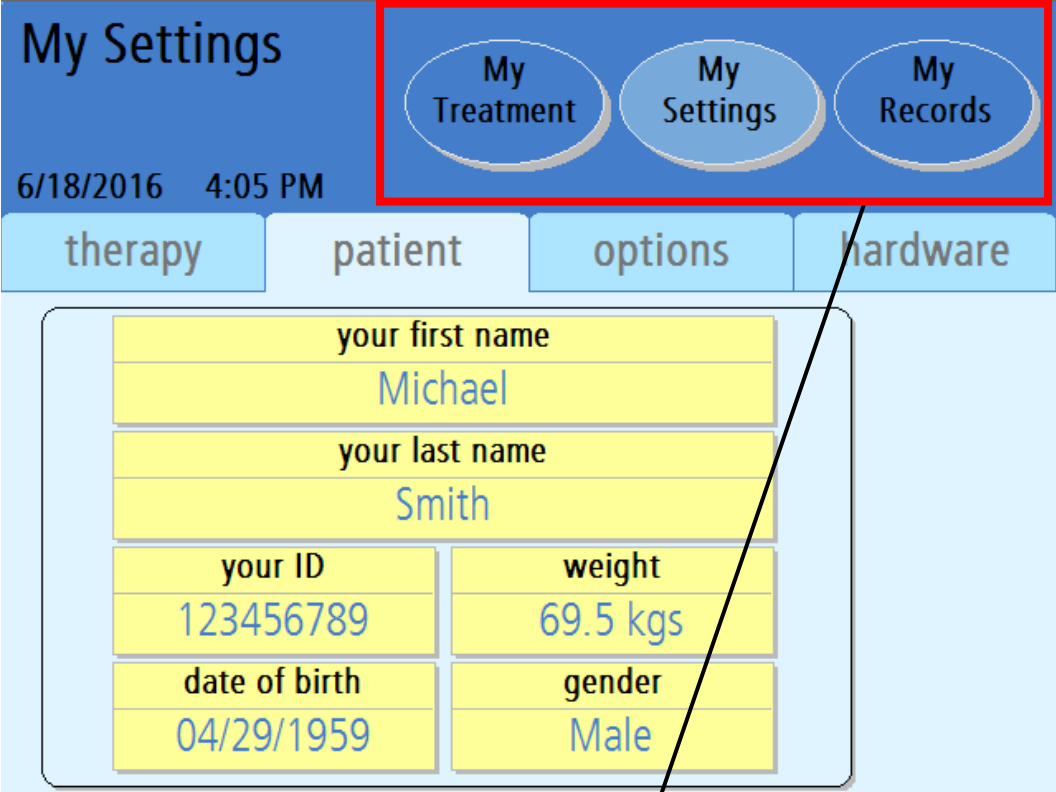 My Settings
My Treatment
My Settings
My Records
6/18/2016 4:05 PM
therapy patient options hardware
your first name
Michael
your last name
Smith
your ID weight
123456789 69.5 kgs
date of birth gender
04/29/1959 Male